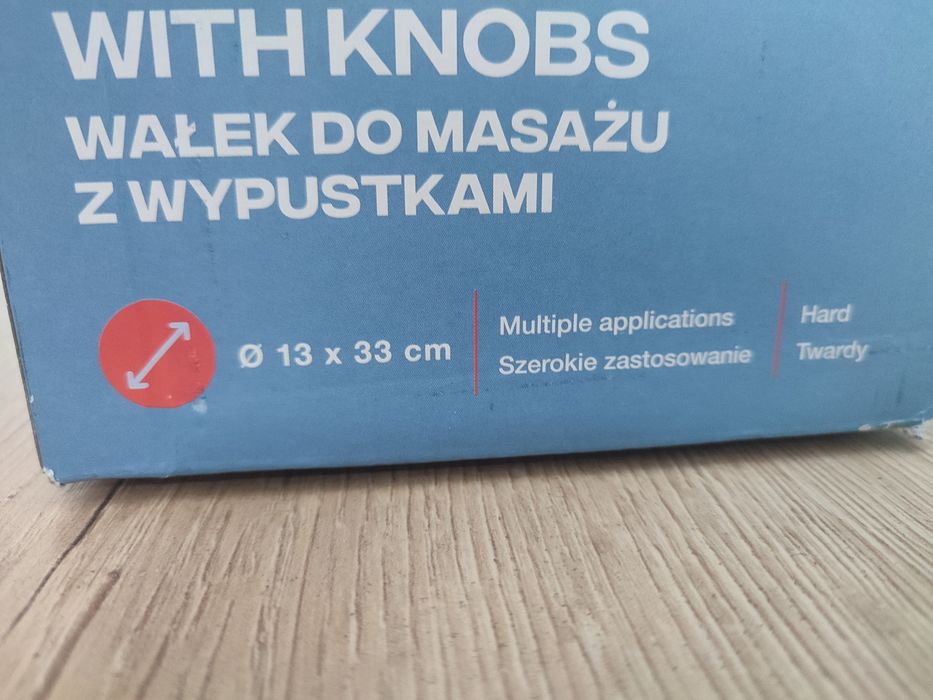 WITH KNOBS
WAŁEK DO MASAŻU
Z WYPUSTKAMI
Ø 13 x 33 cm
Multiple applications
Szerokie zastosowanie
Hard
Twardy